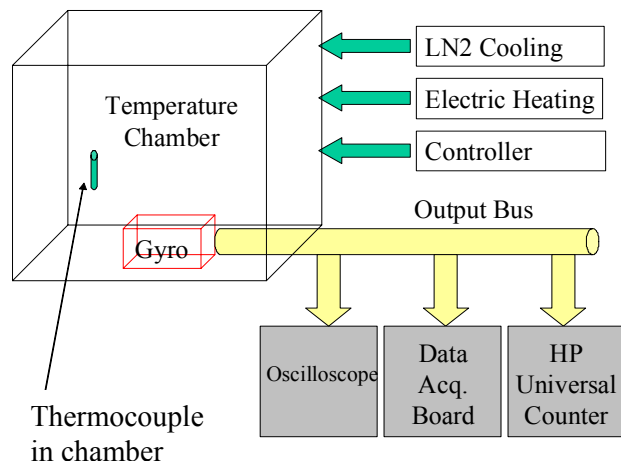 LN2 Cooling
Temperature
Chamber
Electric Heating
Controller
Output Bus
Gyro
Oscilloscope
Data
Acq.
Board
HP
Universal
Counter
Thermocouple
in chamber